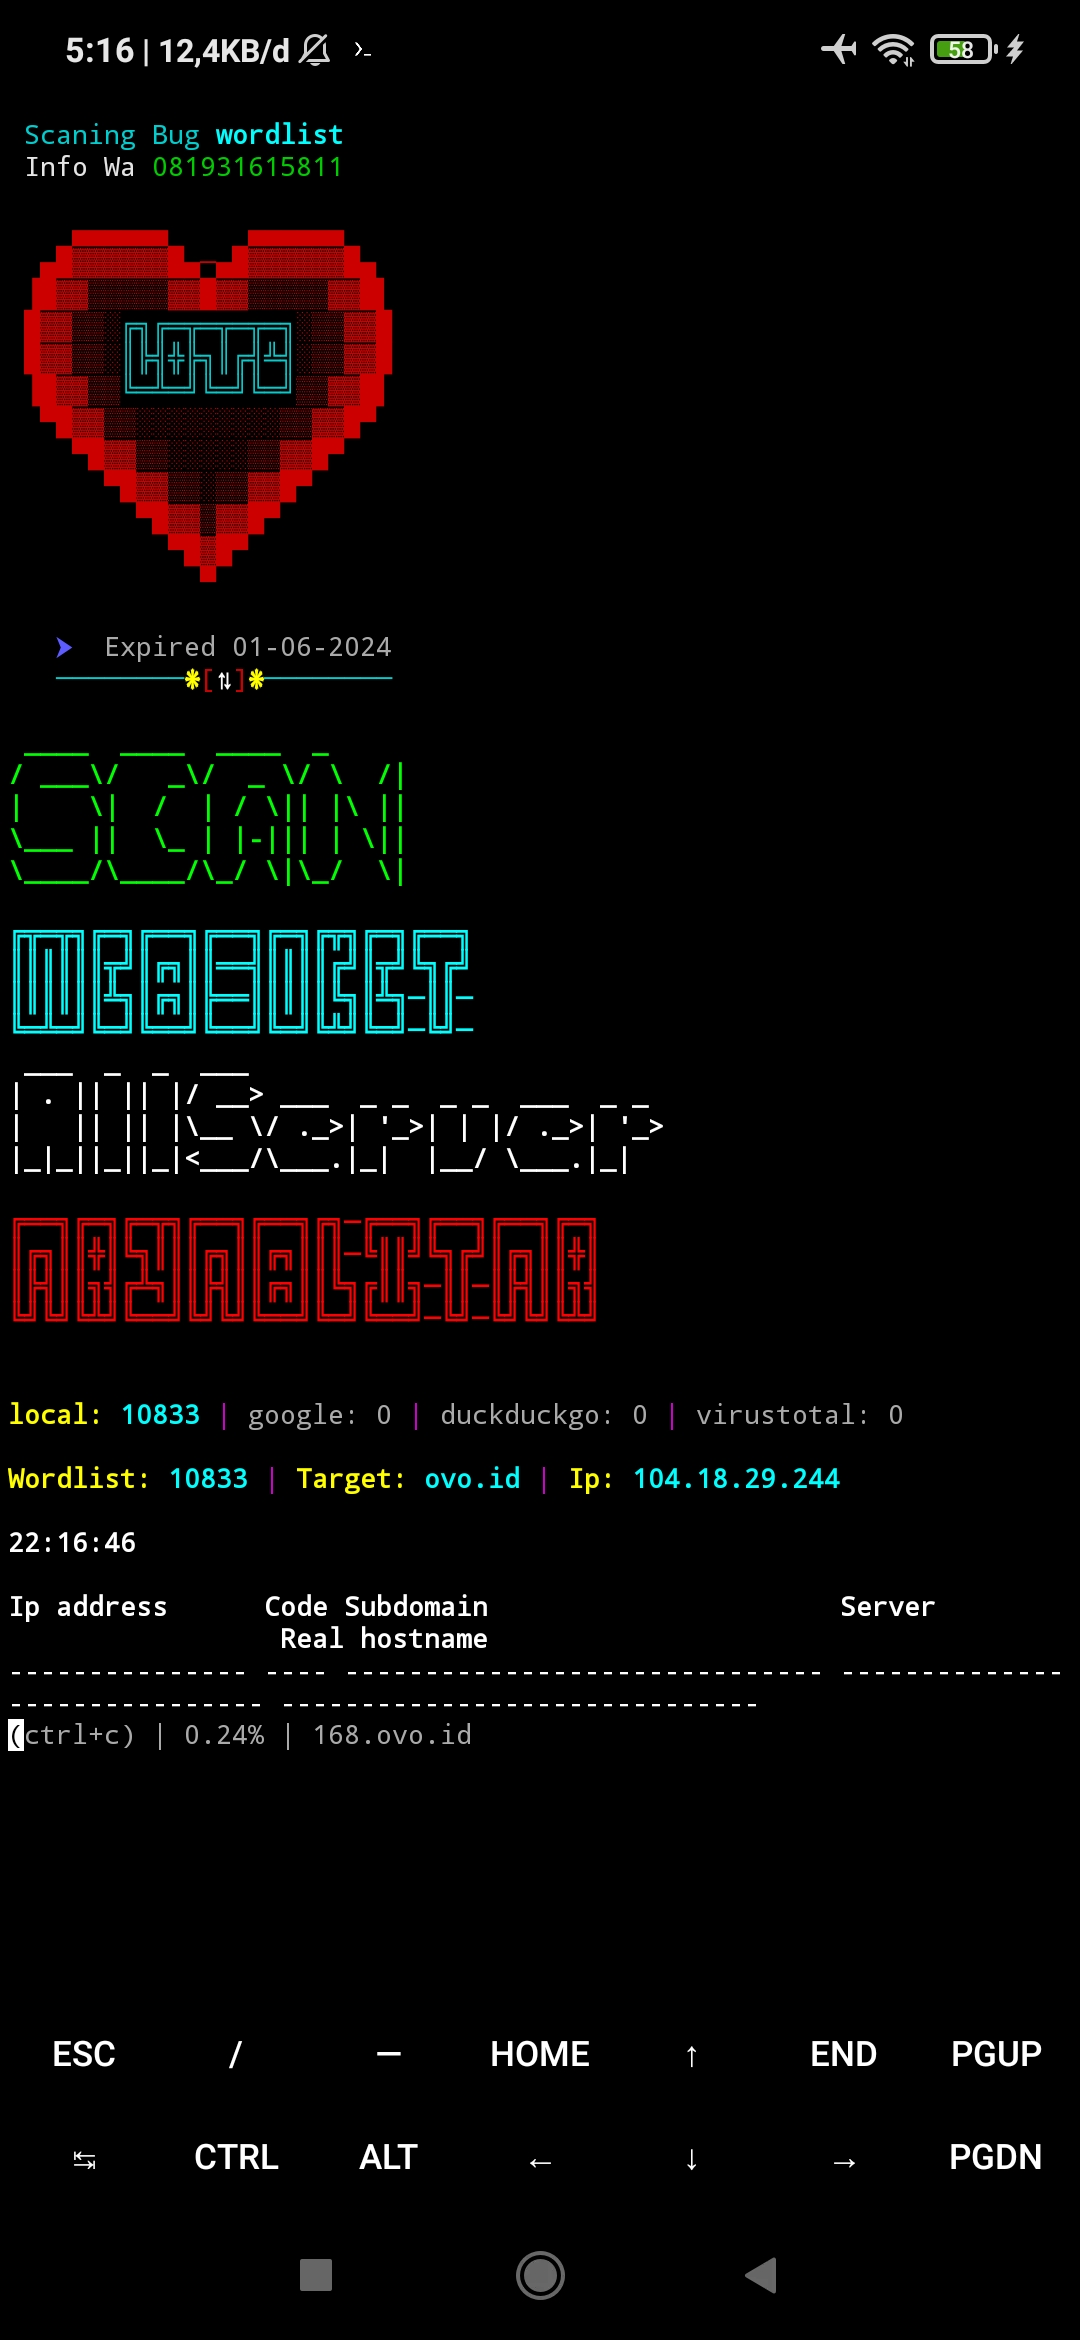 5:16 | 12,4KB/d
58
Scaning Bug wordlist
Info Wa 081931615811
Expired 01-06-2024
*[⇅]*
SCAN
AllServer
local: 10833 | google: 0 | duckduckgo: 0 | virustotal: 0
Wordlist: 10833 | Target: ovo.id | Ip: 104.18.29.244
22:16:46
Ip address Code Subdomain Server
Real hostname
(ctrl+c) | 0.24% | 168.ovo.id
ESC / — HOME ↑ END PGUP
↹ CTRL ALT ← ↓ → PGDN